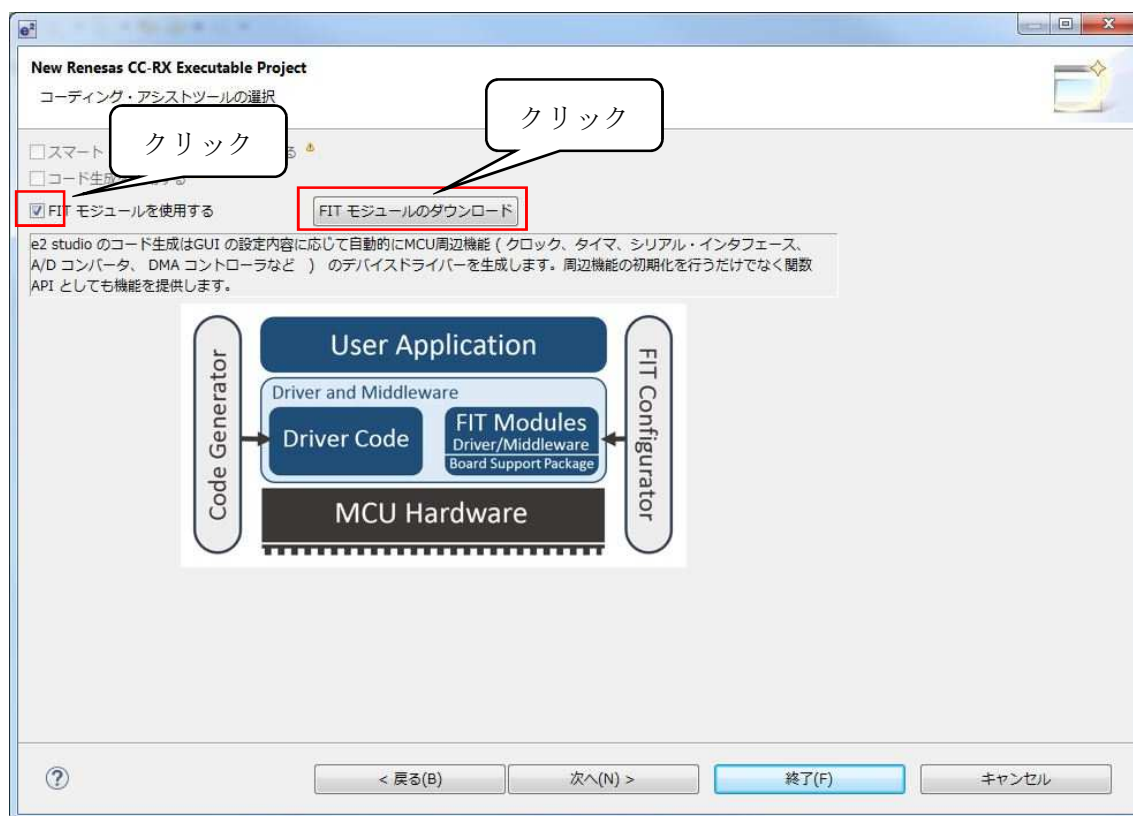 e²
New Renesas CC-RX Executable Project
コーディング・アシストツールの選択
クリック
クリック
スマート
る
コード生成
する
FIT モジュールを使用する
FIT モジュールのダウンロード
e2 studio のコード生成はGUI の設定内容に応じて自動的にMCU周辺機能 ( クロック、タイマ、シリアル・インタフェース、
A/D コンバータ、 DMA コントローラなど ) のデバイスドライバーを生成します。周辺機能の初期化を行うだけでなく関数
API としても機能を提供します。
Code Generator
User Application
Driver and Middleware
Driver Code
FIT Modules
Driver/Middleware
Board Support Package
FIT Configurator
MCU Hardware
?
< 戻る(B)
次へ(N) >
終了(F)
キャンセル